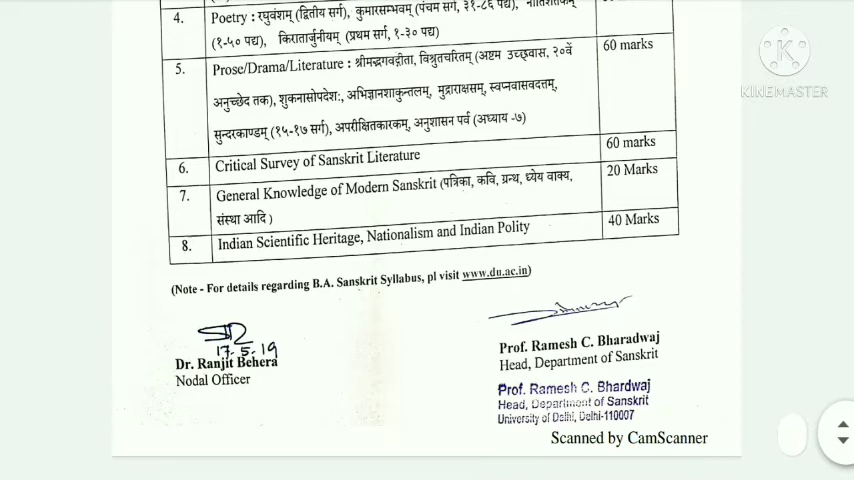 4.
Poetry : रघुवंशम् (द्वितीय सर्ग), कुमारसम्भवम् (पंचम सर्ग, ३१-८६ पद्य), नीतिशतकम्
(१-५० पद्य), किरातार्जुनीयम् (प्रथम सर्ग, १-३० पद्य)
5.
Prose/Drama/Literature : श्रीमद्भगवद्गीता, विश्रुतचरितम् (अष्टम उच्छ्वास, २०वें
60 marks
अनुच्छेद तक), शुकनासोपदेशः, अभिज्ञानशाकुन्तलम्, मुद्राराक्षसम्, स्वप्नवासवदत्तम्,
सुन्दरकाण्डम् (१५-१७ सर्ग), अपरीक्षितकारकम्, अनुशासन पर्व (अध्याय -७)
6.
Critical Survey of Sanskrit Literature
60 marks
7.
General Knowledge of Modern Sanskrit (पत्रिका, कवि, ग्रन्थ, ध्येय वाक्य,
20 Marks
संस्था आदि)
8.
Indian Scientific Heritage, Nationalism and Indian Polity
40 Marks
(Note - For details regarding B.A. Sanskrit Syllabus, pl visit www.du.ac.in)
17.5.19
Dr. Ranjit Behera
Nodal Officer
Prof. Ramesh C. Bharadwaj
Head, Department of Sanskrit
Prof. Ramesh C. Bhardwaj
Head, Department of Sanskrit
University of Delhi, Delhi-110007
Scanned by CamScanner
K
KINEMASTER